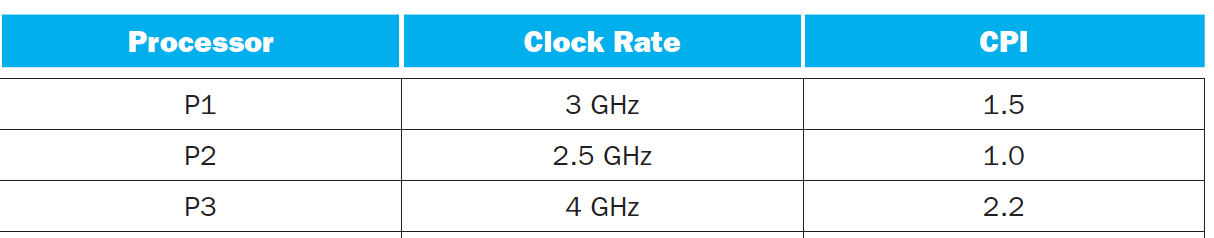 Processor Clock Rate CPI
P1 3 GHz 1.5
P2 2.5 GHz 1.0
P3 4 GHz 2.2